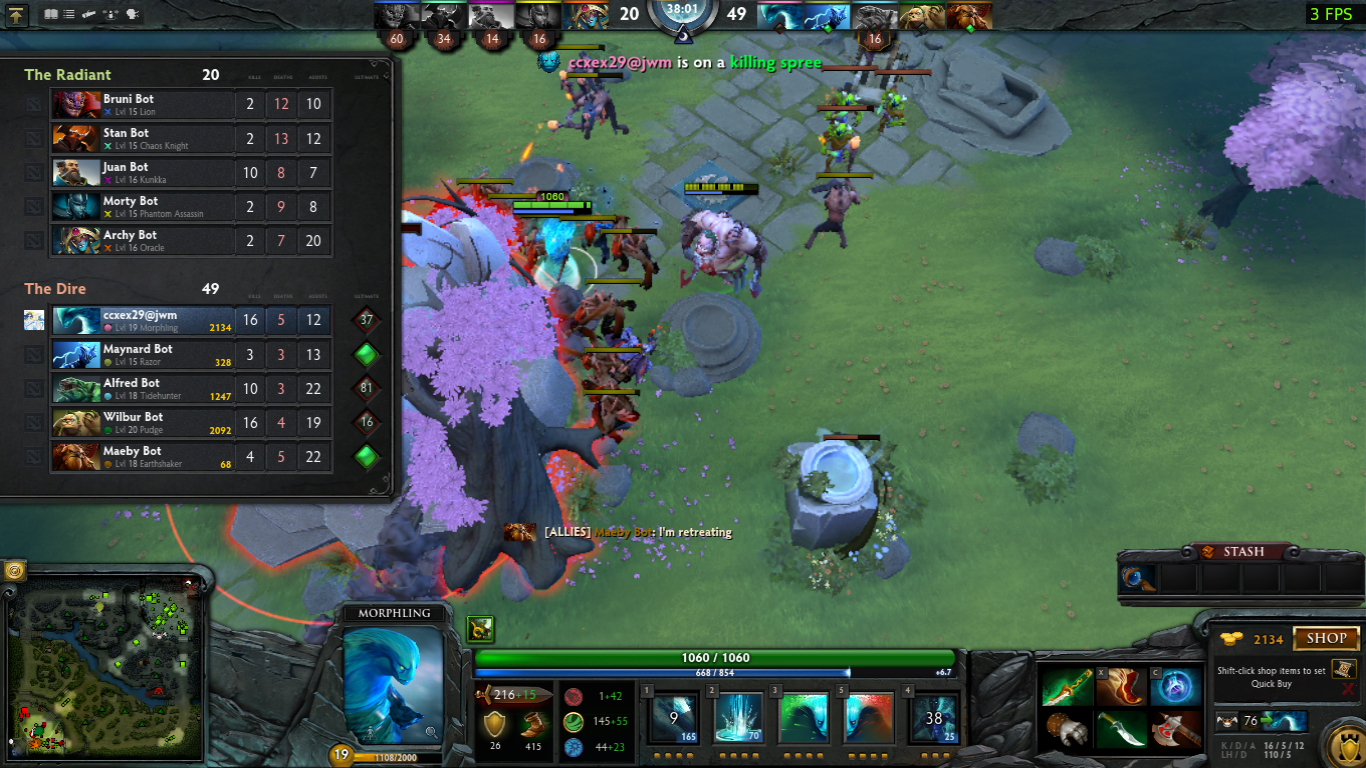 20 38:01 49
3 FPS
60 34 14 16 16
ccxex29@jwm is on a killing spree
The Radiant 20 KILLS DEATHS ASSISTS ULTIMATE
Bruni Bot 2 12 10
Lvl 15 Lion
Stan Bot 2 13 12
Lvl 15 Chaos Knight
Juan Bot 10 8 7
Lvl 16 Kunkka
Morty Bot 2 9 8
Lvl 15 Phantom Assassin
Archy Bot 2 7 20
Lvl 16 Oracle
The Dire 49 KILLS DEATHS ASSISTS ULTIMATE
ccxex29@jwm 16 5 12 37
Lvl 19 Morphling 2134
Maynard Bot 3 3 13
Lvl 15 Razor 328
Alfred Bot 10 3 22 81
Lvl 18 Tidehunter 1247
Wilbur Bot 16 4 19 16
Lvl 20 Pudge 2092
Maeby Bot 4 5 22
Lvl 18 Earthshaker 68
1060
[ALLIES] Maeby Bot: I'm retreating
STASH
MORPHLING
1060 / 1060
668 / 854 +6.7
216+15
26 415
1+42
145+55
44+23
1 9 165
2 70
3
5
4 38 25
19 1108/2000
X C
2134 SHOP
Shift-click shop items to set
Quick Buy
76
K / D / A 16 / 5 / 12
LH / D 110 / 5